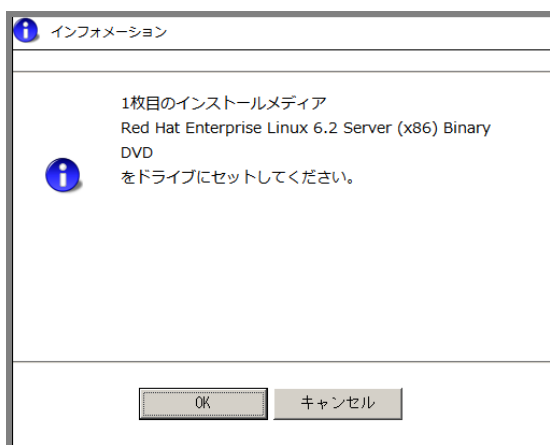 インフォメーション
1枚目のインストールメディア
Red Hat Enterprise Linux 6.2 Server (x86) Binary
DVD
をドライブにセットしてください。
OK
キャンセル